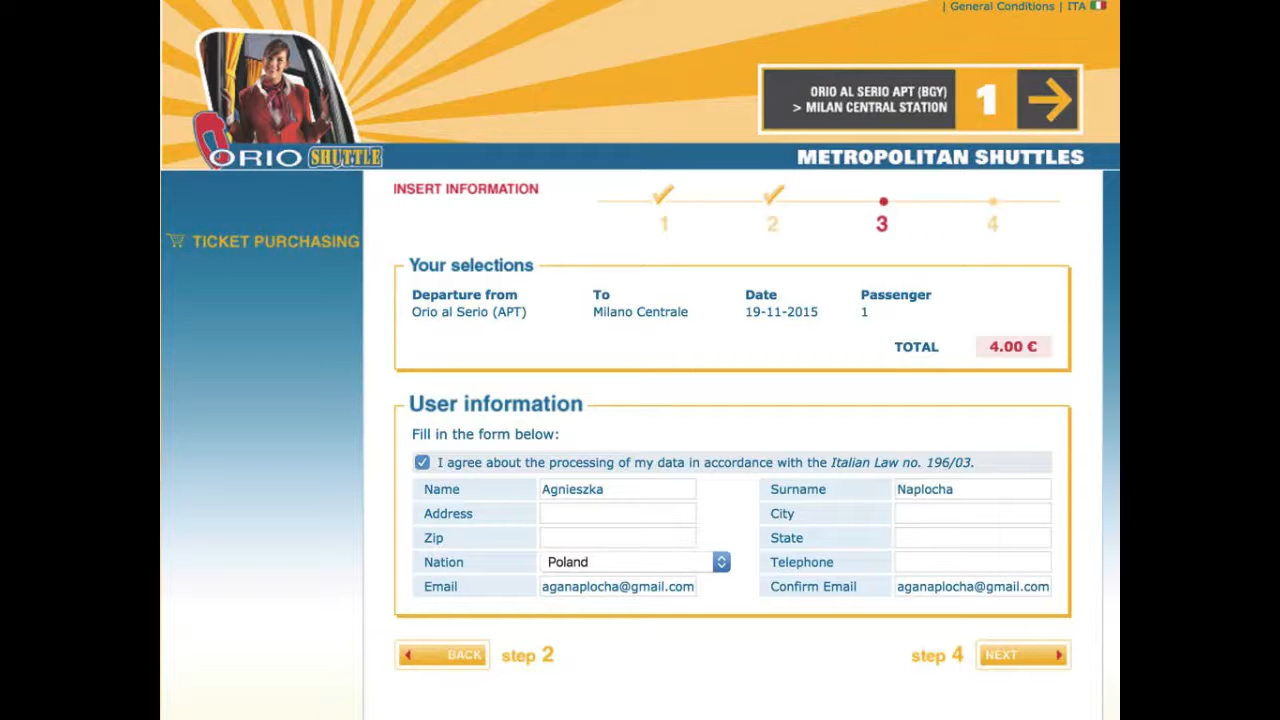 | General Conditions | ITA
ORIO AL SERIO APT (BGY)
> MILAN CENTRAL STATION
1
ORIO SHUTTLE
METROPOLITAN SHUTTLES
INSERT INFORMATION
1 2 3 4
TICKET PURCHASING
Your selections
Departure from To Date Passenger
Orio al Serio (APT) Milano Centrale 19-11-2015 1
TOTAL 4.00 €
User information
Fill in the form below:
I agree about the processing of my data in accordance with the Italian Law no. 196/03.
Name Agnieszka Surname Naplocha
Address City
Zip State
Nation Poland Telephone
Email aganaplocha@gmail.com Confirm Email aganaplocha@gmail.com
BACK step 2 step 4 NEXT